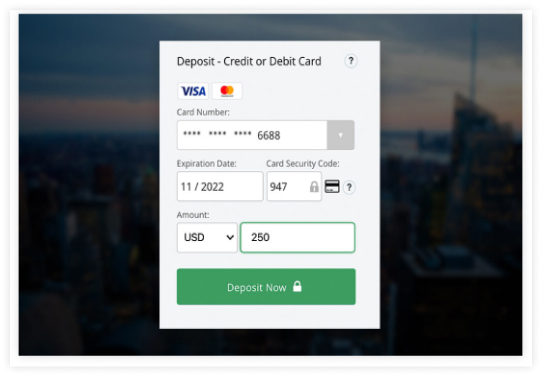 Deposit - Credit or Debit Card ?
VISA
Card Number:
**** **** **** 6688
Expiration Date: Card Security Code:
11 / 2022 947 ?
Amount:
USD 250
Deposit Now